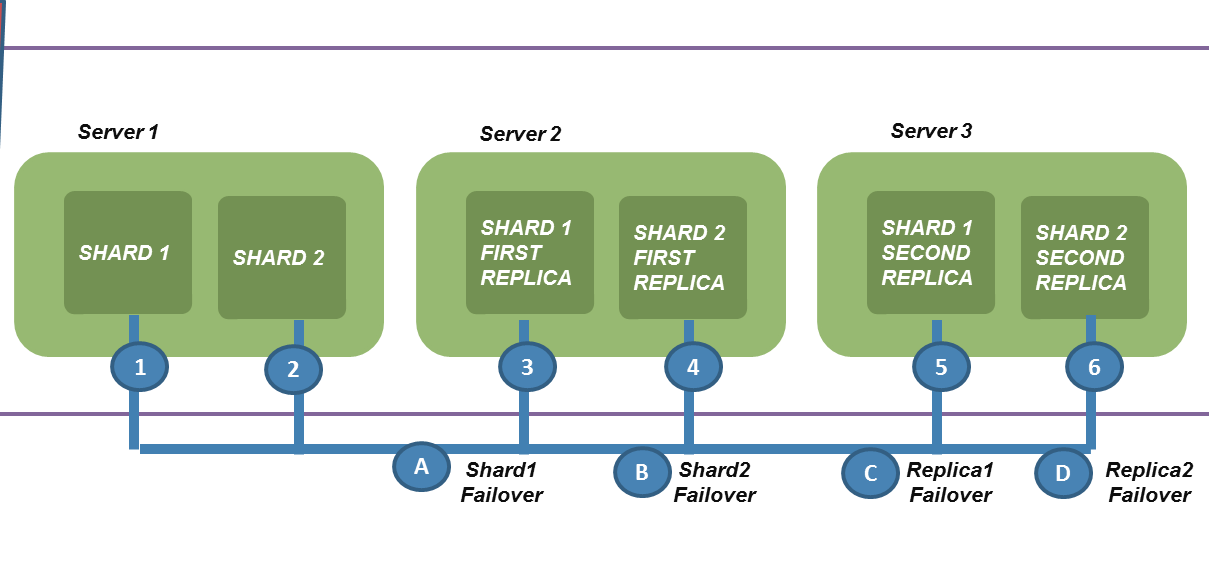 Server 1
Server 2
Server 3
SHARD 1
SHARD 2
SHARD 1
FIRST
REPLICA
SHARD 2
FIRST
REPLICA
SHARD 1
SECOND
REPLICA
SHARD 2
SECOND
REPLICA
1
2
3
4
5
6
A
Shard1
Failover
B
Shard2
Failover
C
Replica1
Failover
D
Replica2
Failover